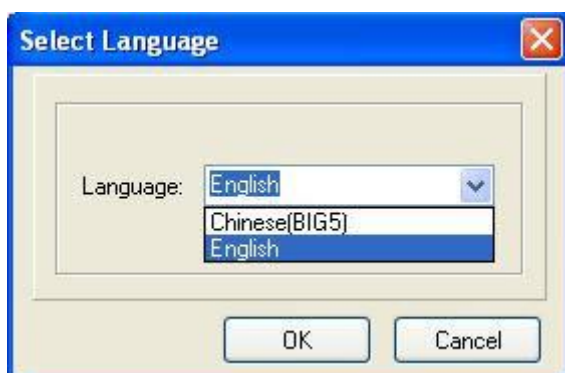 Select Language
Language: English
Chinese(BIG5)
English
OK Cancel